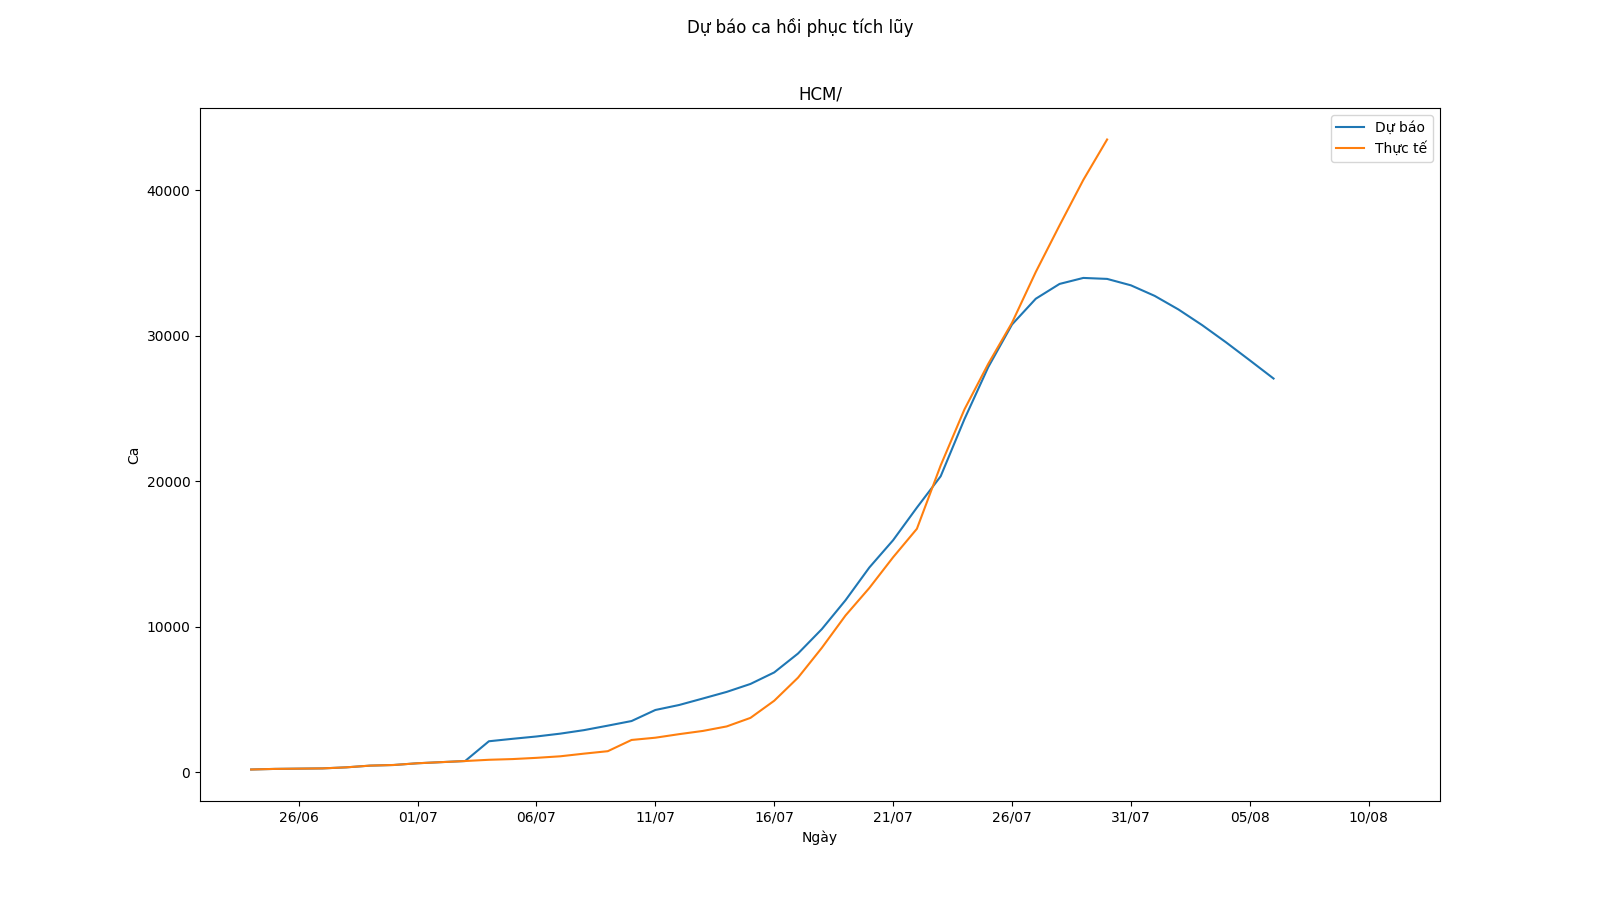 Dự báo ca hồi phục tích lũy
HCM/
Dự báo
Thực tế
Ca
40000
30000
20000
10000
0
26/06 01/07 06/07 11/07 16/07 21/07 26/07 31/07 05/08 10/08
Ngày